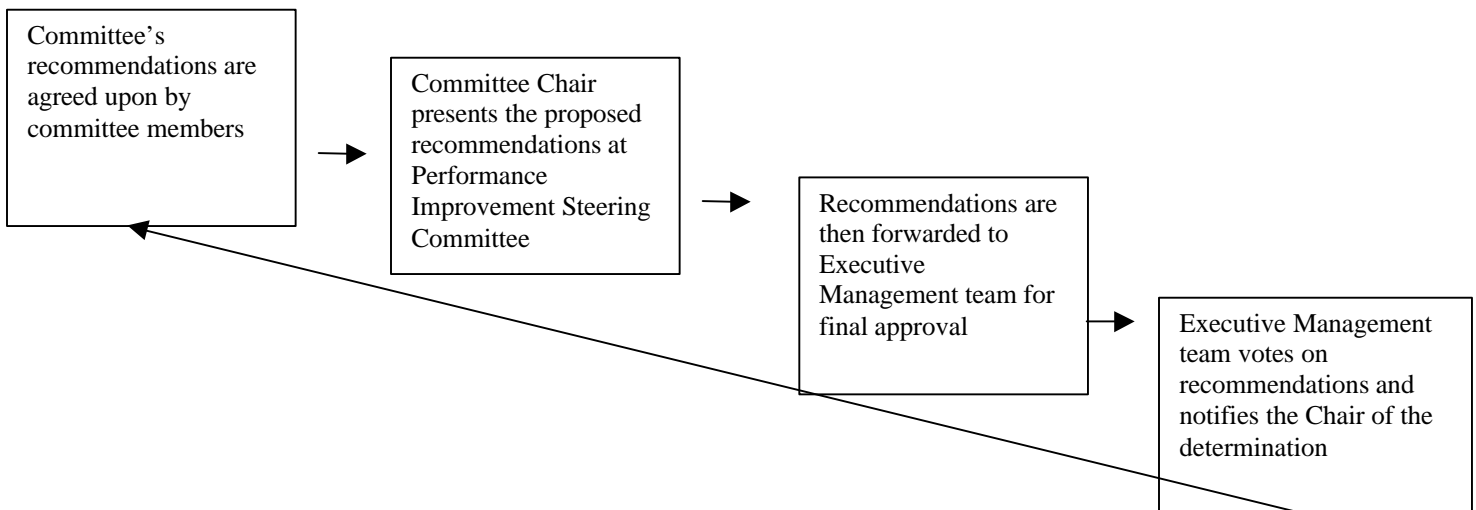 Committee’s
recommendations are
agreed upon by
committee members
Committee Chair
presents the proposed
recommendations at
Performance
Improvement Steering
Committee
Recommendations are
then forwarded to
Executive
Management team for
final approval
Executive Management
team votes on
recommendations and
notifies the Chair of the
determination